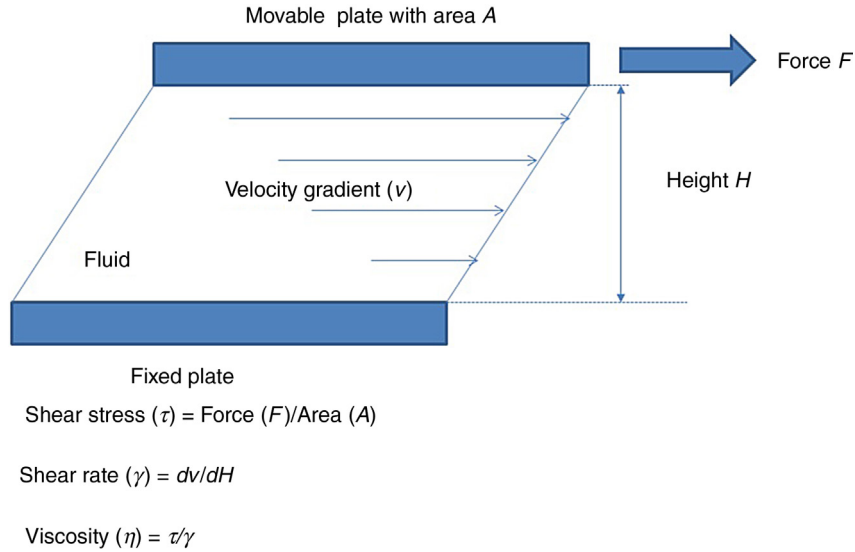 Movable plate with area A
Force F
Height H
Velocity gradient (v)
Fluid
Fixed plate
Shear stress (τ) = Force (F)/Area (A)
Shear rate (γ) = dv/dH
Viscosity (η) = τ/γ